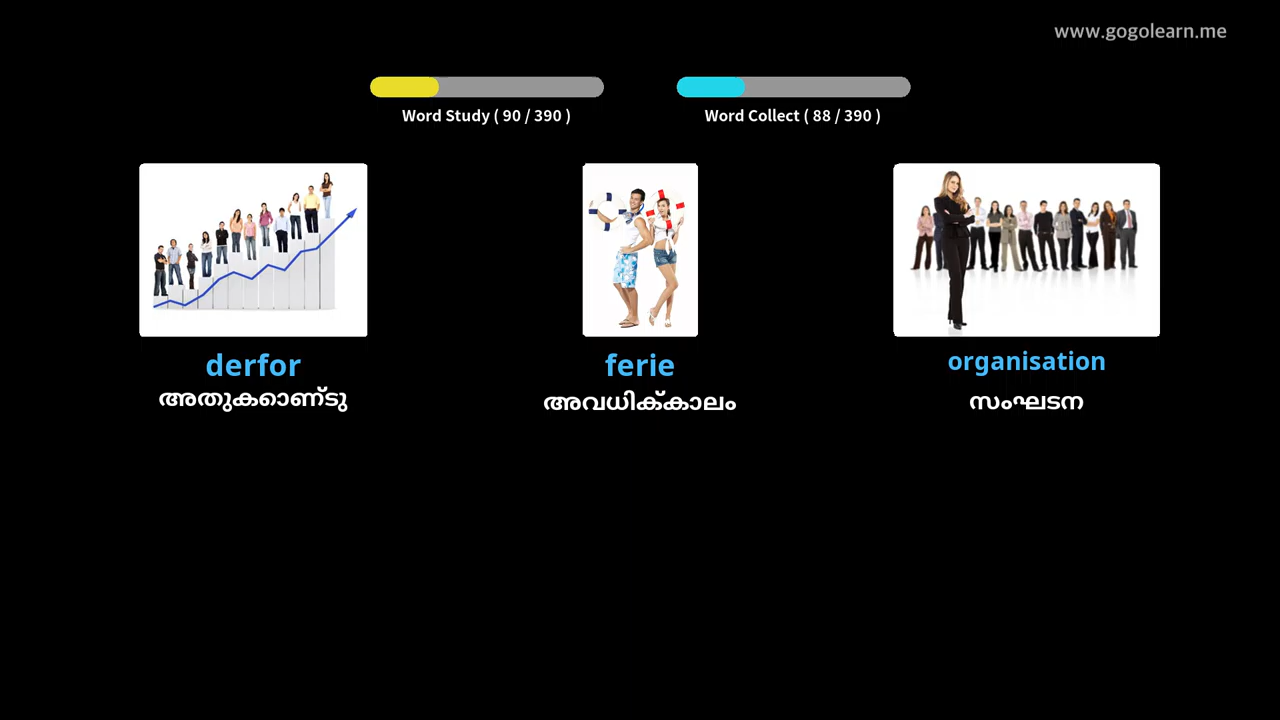 www.gogolearn.me
Word Study ( 90 / 390 )
Word Collect ( 88 / 390 )
derfor
ferie
organisation
അതുകൊണ്ടു
അവധിക്കാലം
സംഘടന